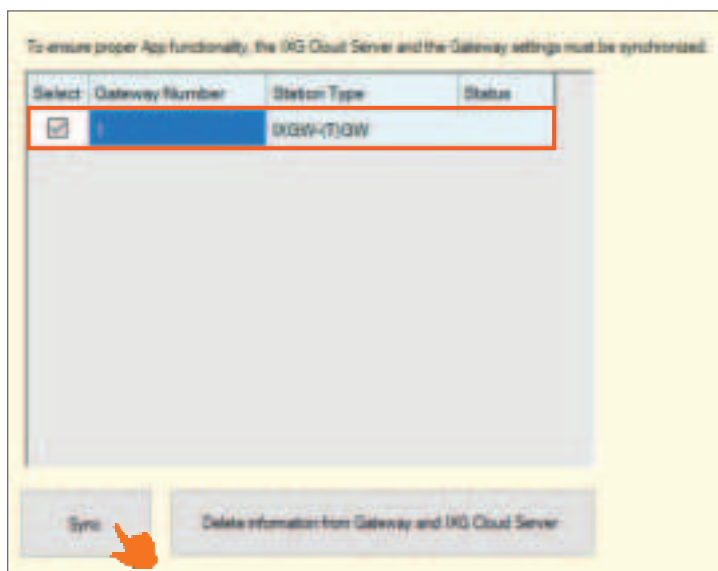 To ensure proper App functionality, the IXG Cloud Server and the Gateway settings must be synchronized.
Select Gateway Number Station Type Status
1 IXGW-(T)GW
Sync Delete information from Gateway and IXG Cloud Server